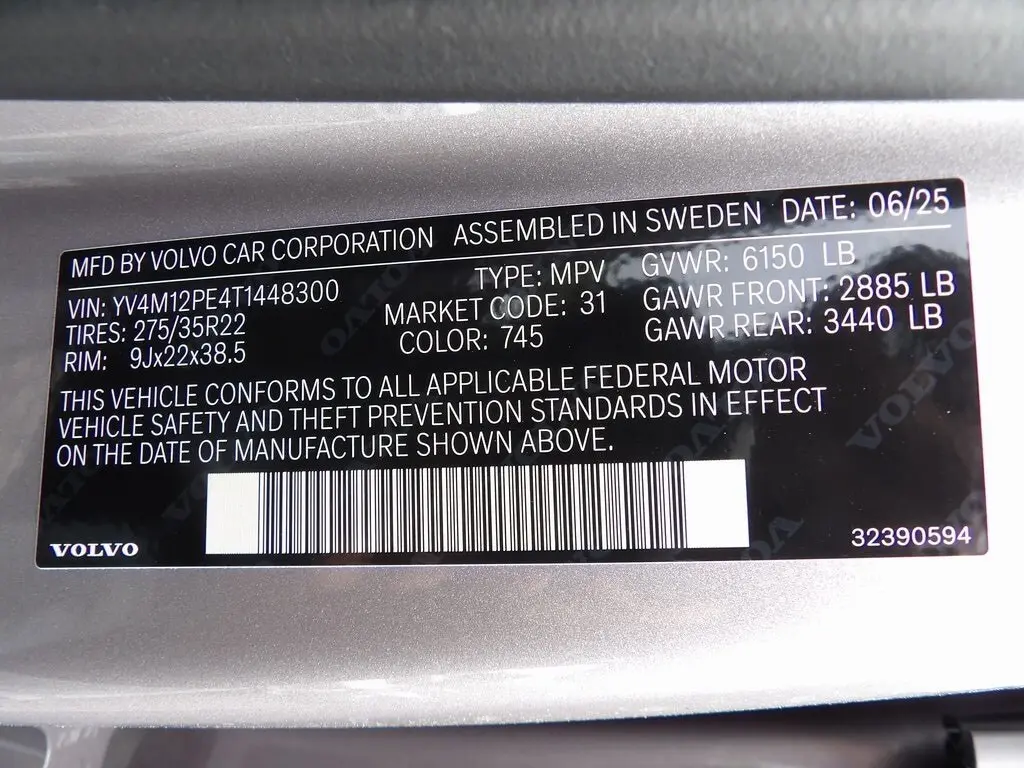 MFD BY VOLVO CAR CORPORATION ASSEMBLED IN SWEDEN DATE: 06/25
VIN: YV4M12PE4T1448300 TYPE: MPV GVWR: 6150 LB
TIRES: 275/35R22 MARKET CODE: 31 GAWR FRONT: 2885 LB
RIM: 9Jx22x38.5 COLOR: 745 GAWR REAR: 3440 LB
THIS VEHICLE CONFORMS TO ALL APPLICABLE FEDERAL MOTOR
VEHICLE SAFETY AND THEFT PREVENTION STANDARDS IN EFFECT
ON THE DATE OF MANUFACTURE SHOWN ABOVE.
VOLVO 32390594